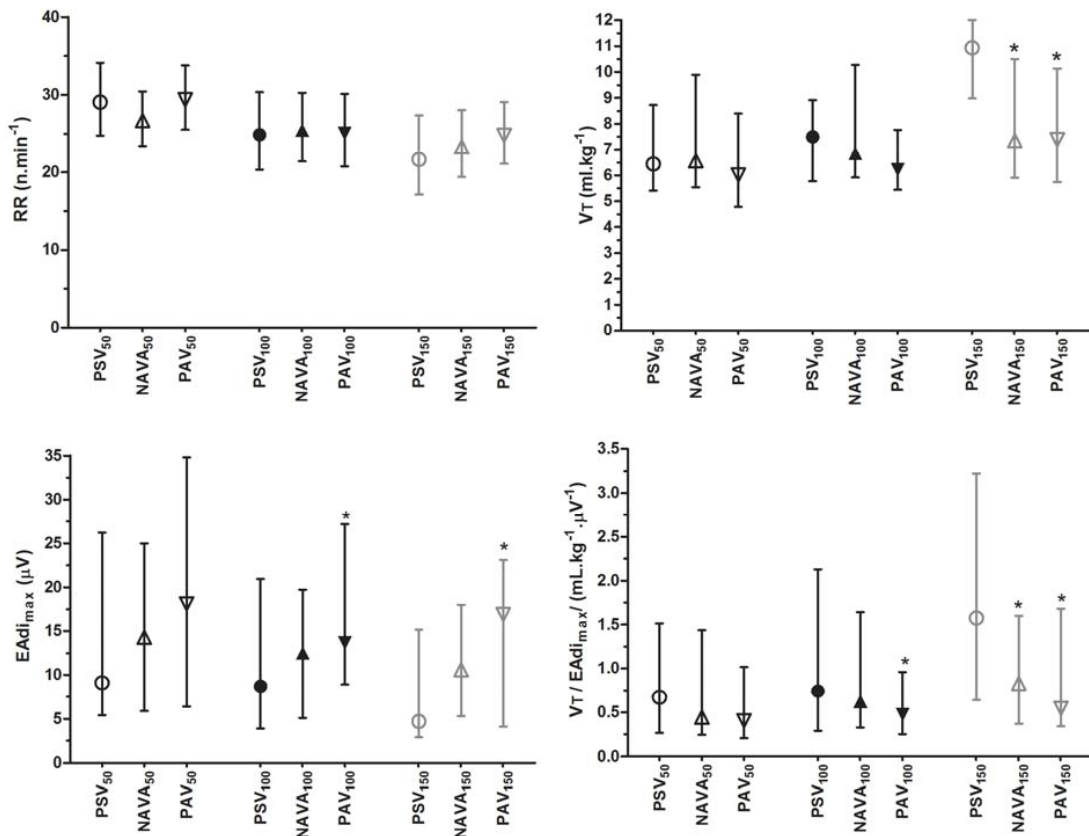 RR (n.min⁻¹)
40
30
20
10
0
PSV₅₀
NAVA₅₀
PAV₅₀
PSV₁₀₀
NAVA₁₀₀
PAV₁₀₀
PSV₁₅₀
NAVA₁₅₀
PAV₁₅₀
VT (ml.kg⁻¹)
12
11
10
9
8
7
6
5
4
3
2
1
0
* *
PSV₅₀
NAVA₅₀
PAV₅₀
PSV₁₀₀
NAVA₁₀₀
PAV₁₀₀
PSV₁₅₀
NAVA₁₅₀
PAV₁₅₀
EAdiₘₐₓ (µV)
35
30
25
20
15
10
5
0
* *
PSV₅₀
NAVA₅₀
PAV₅₀
PSV₁₀₀
NAVA₁₀₀
PAV₁₀₀
PSV₁₅₀
NAVA₁₅₀
PAV₁₅₀
VT / EAdiₘₐₓ/ (mL.kg⁻¹.µV⁻¹)
3.5
3.0
2.5
2.0
1.5
1.0
0.5
0.0
* * *
PSV₅₀
NAVA₅₀
PAV₅₀
PSV₁₀₀
NAVA₁₀₀
PAV₁₀₀
PSV₁₅₀
NAVA₁₅₀
PAV₁₅₀